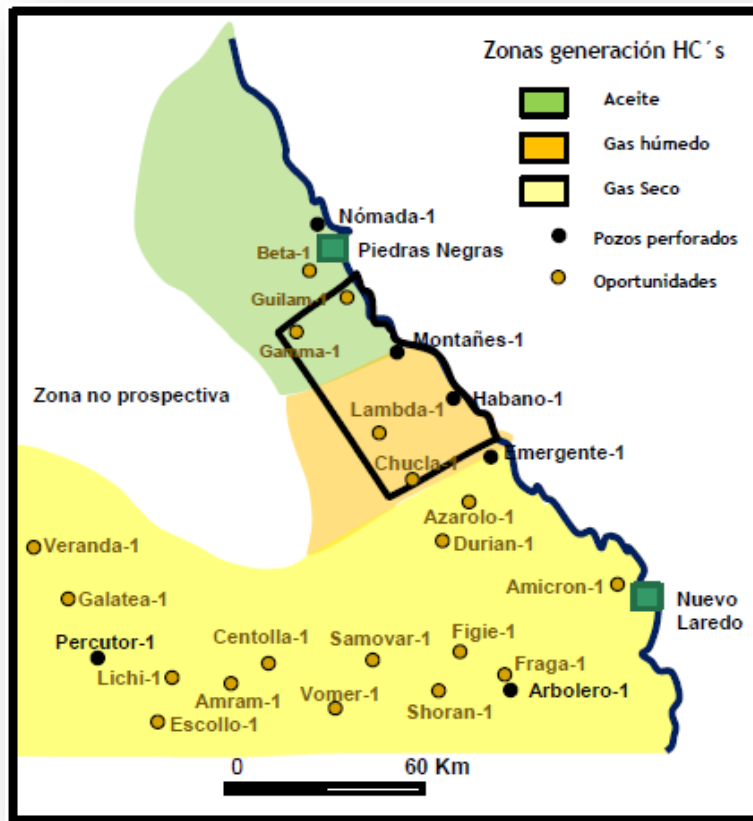 Zonas generación HC´s
Aceite
Gas húmedo
Gas Seco
Pozos perforados
Oportunidades
Nómada-1
Beta-1
Piedras Negras
Guilam-1
Gamma-1
Montañes-1
Zona no prospectiva
Habano-1
Lambda-1
Chucla-1
Emergente-1
Azarolo-1
Durian-1
Veranda-1
Amicron-1
Galatea-1
Nuevo
Laredo
Percutor-1
Centolla-1
Samovar-1
Figie-1
Lichi-1
Fraga-1
Amram-1
Vomer-1
Shoran-1
Arbolero-1
Escollo-1
0
60 Km